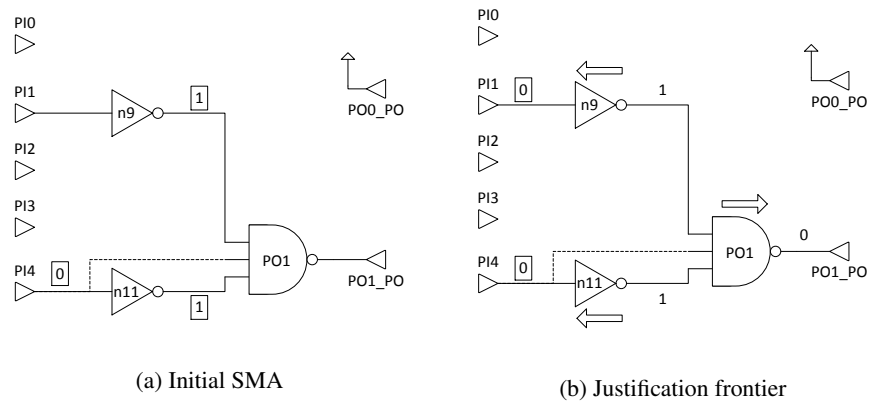 PI0
PI1
n9
1
PO0_PO
PI2
PI3
PI4
0
n11
1
PO1
PO1_PO
(a) Initial SMA
PI0
PI1
0
n9
1
PO0_PO
PI2
PI3
PI4
0
n11
1
PO1
0
PO1_PO
(b) Justification frontier